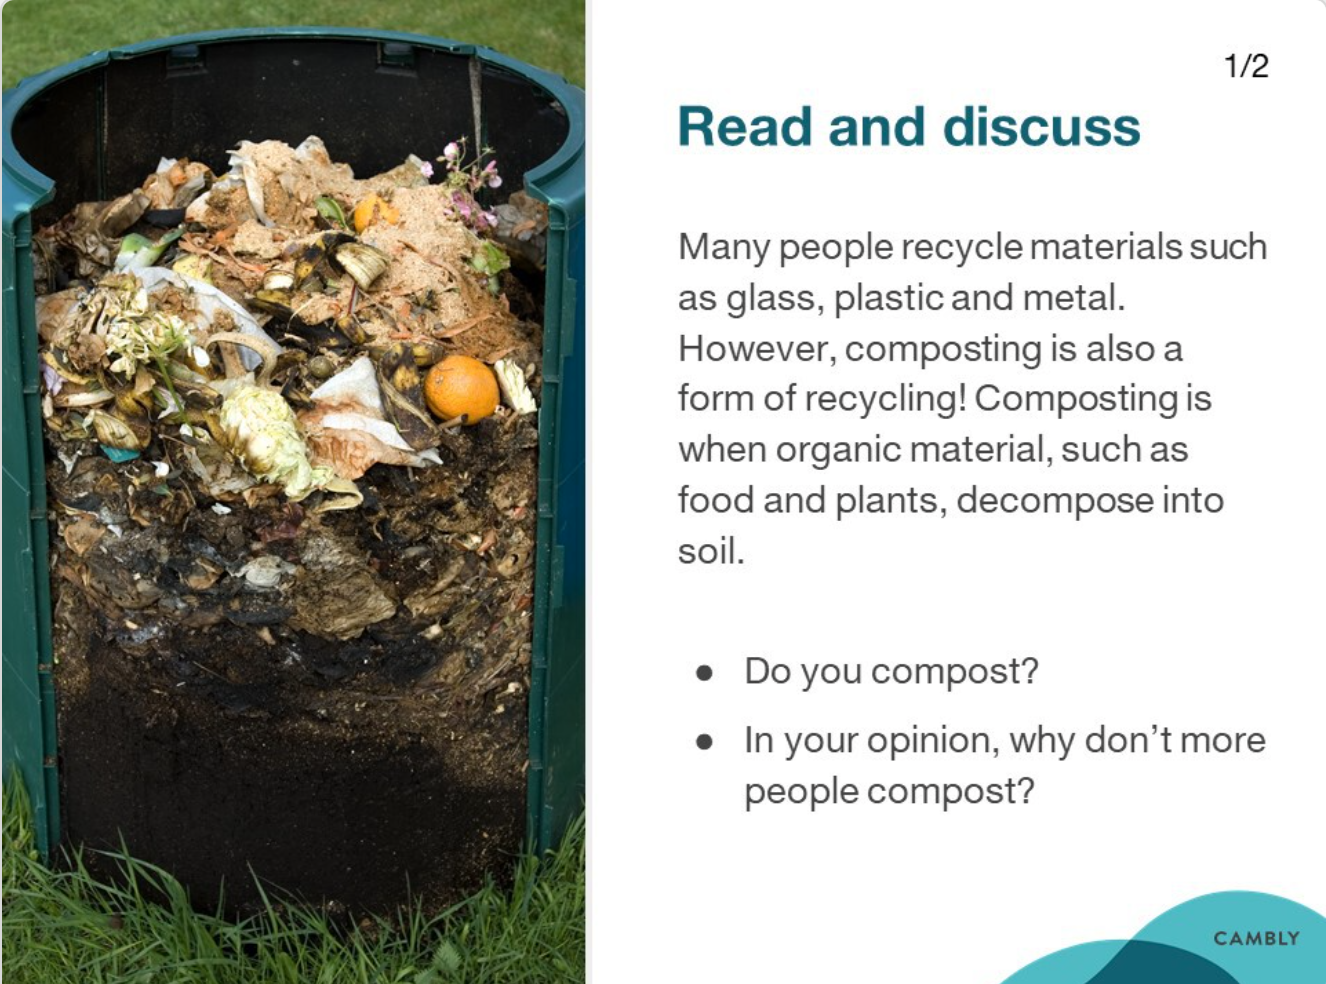 1/2
Read and discuss
Many people recycle materials such
as glass, plastic and metal.
However, composting is also a
form of recycling! Composting is
when organic material, such as
food and plants, decompose into
soil.
● Do you compost?
● In your opinion, why don’t more
people compost?
CAMBLY